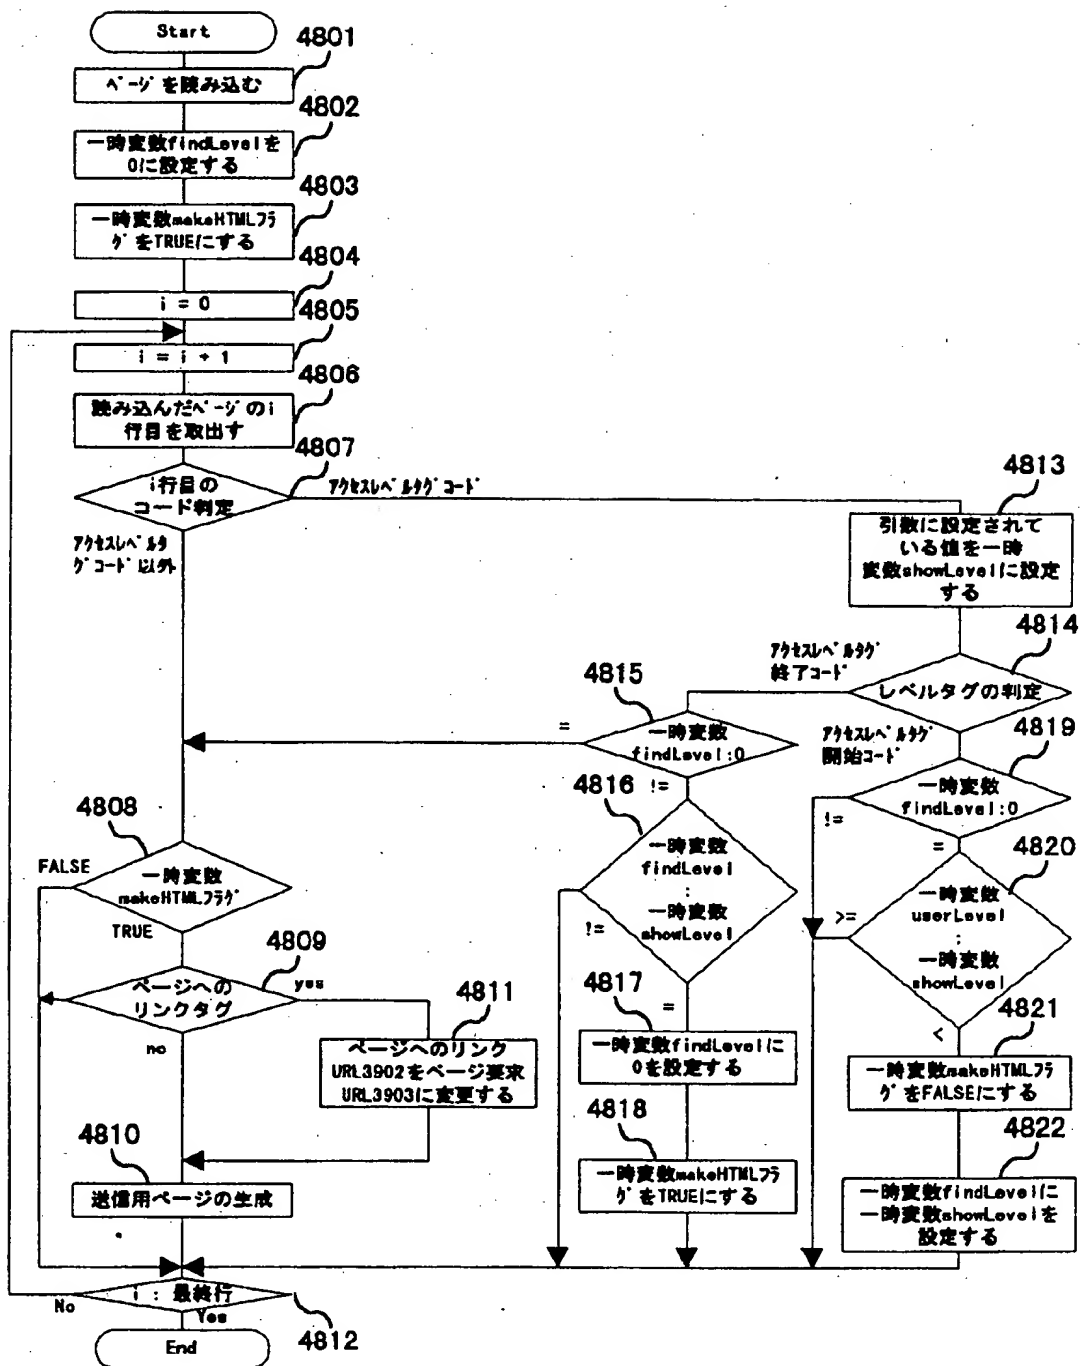 Start
4801
ページを読み込む
4802
一時変数findLevelを
0に設定する
4803
一時変数makeHTMLフラ
グをTRUEにする
4804
i = 0
4805
i = i + 1
4806
読み込んだページのi
行目を取出す
4807
i行目の
コード判定
アクセスレベルタグコード
アクセスレベルタ
グコード以外
4813
引数に設定されて
いる値を一時
変数showLevelに設定
する
4814
レベルタグの判定
アクセスレベルタグ
終了コード
アクセスレベルタグ
開始コード
4815
一時変数
findLevel:0
=
!=
4816
一時変数
findLevel
:
一時変数
showLevel
!=
=
4817
一時変数findLevelに
0を設定する
4818
一時変数makeHTMLフラ
グをTRUEにする
4819
一時変数
findLevel:0
!=
=
4820
一時変数
userLevel
:
一時変数
showLevel
>=
<
4821
一時変数makeHTMLフラ
グをFALSEにする
4822
一時変数findLevelに
一時変数showLevelを
設定する
4808
一時変数
makeHTMLフラグ
FALSE
TRUE
4809
ページへの
リンクタグ
yes
no
4811
ページへのリンク
URL3902をページ要求
URL3903に変更する
4810
送信用ページの生成
i : 最終行
No
Yes
4812
End